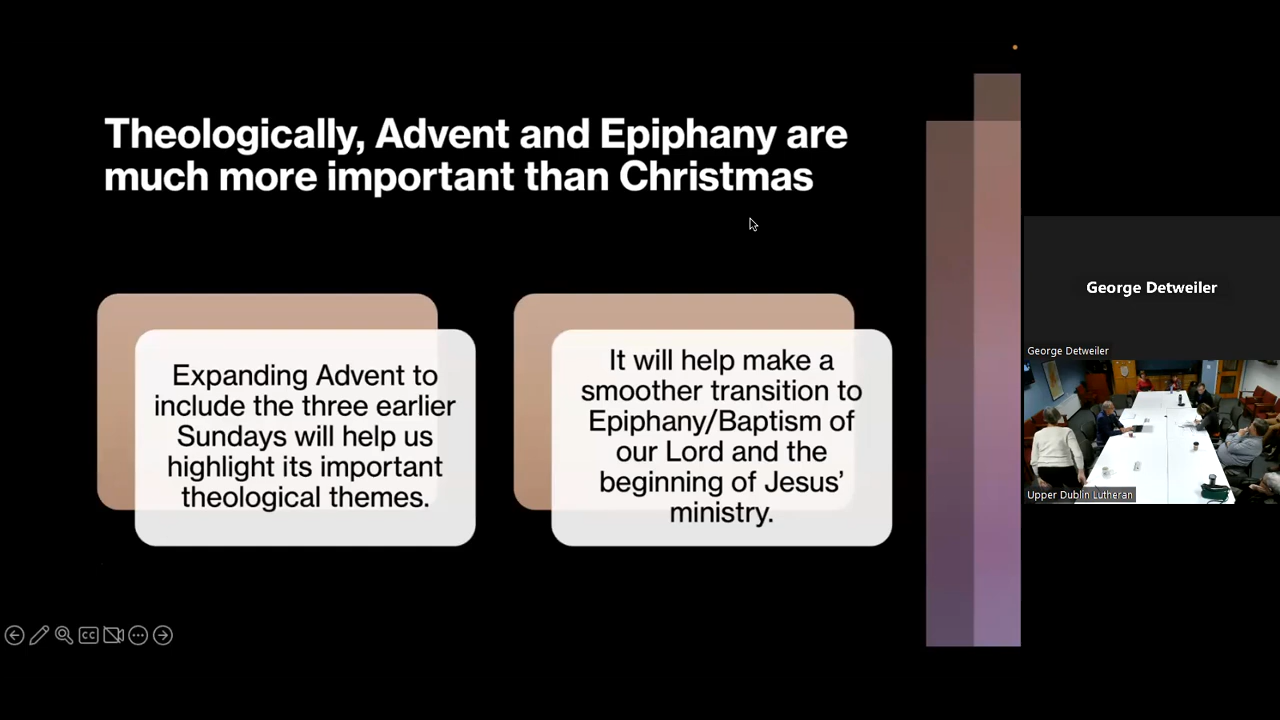 Theologically, Advent and Epiphany are
much more important than Christmas
Expanding Advent to
include the three earlier
Sundays will help us
highlight its important
theological themes.
It will help make a
smoother transition to
Epiphany/Baptism of
our Lord and the
beginning of Jesus’
ministry.
CC
George Detweiler
George Detweiler
Upper Dublin Lutheran